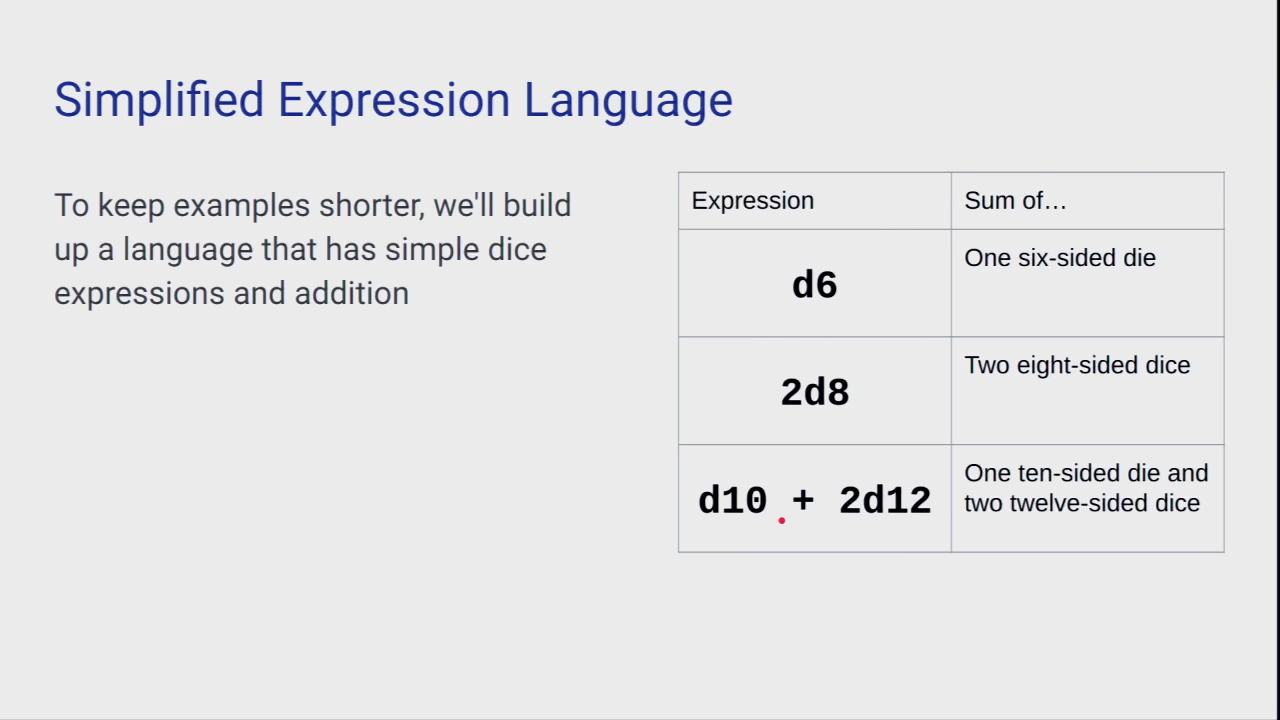 Simplified Expression Language
To keep examples shorter, we'll build
up a language that has simple dice
expressions and addition
Expression
Sum of…
d6
One six-sided die
2d8
Two eight-sided dice
d10 + 2d12
One ten-sided die and
two twelve-sided dice